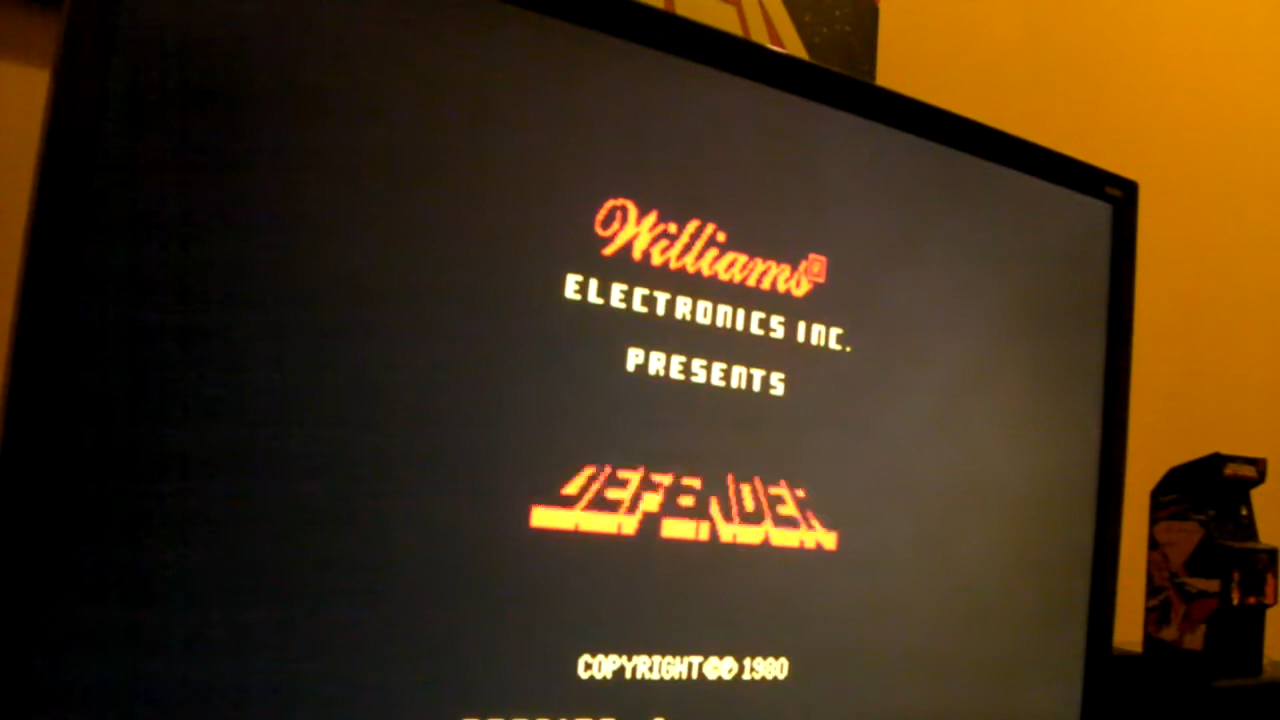 Williams
ELECTRONICS INC.
PRESENTS
DEFENDER
COPYRIGHT © 1980